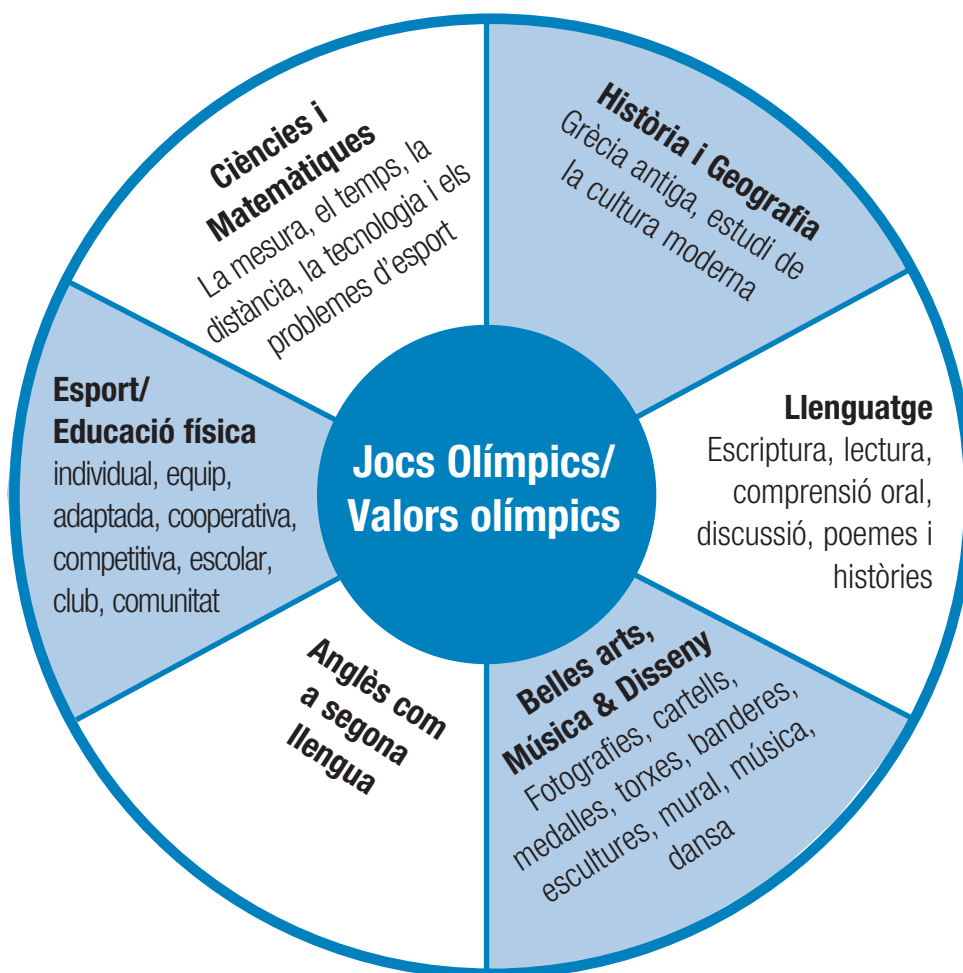 Ciències i
Matemàtiques
La mesura, el temps, la
distància, la tecnologia i els
problemes d'esport
Història i Geografia
Grècia antiga, estudi de
la cultura moderna
Esport/
Educació física
individual, equip,
adaptada, cooperativa,
competitiva, escolar,
club, comunitat
Jocs Olímpics/
Valors olímpics
Llenguatge
Escriptura, lectura,
comprensió oral,
discussió, poemes i
històries
Anglès com
a segona
llengua
Belles arts,
Música & Disseny
Fotografies, cartells,
medalles, torxes, banderes,
escultures, mural, música,
dansa